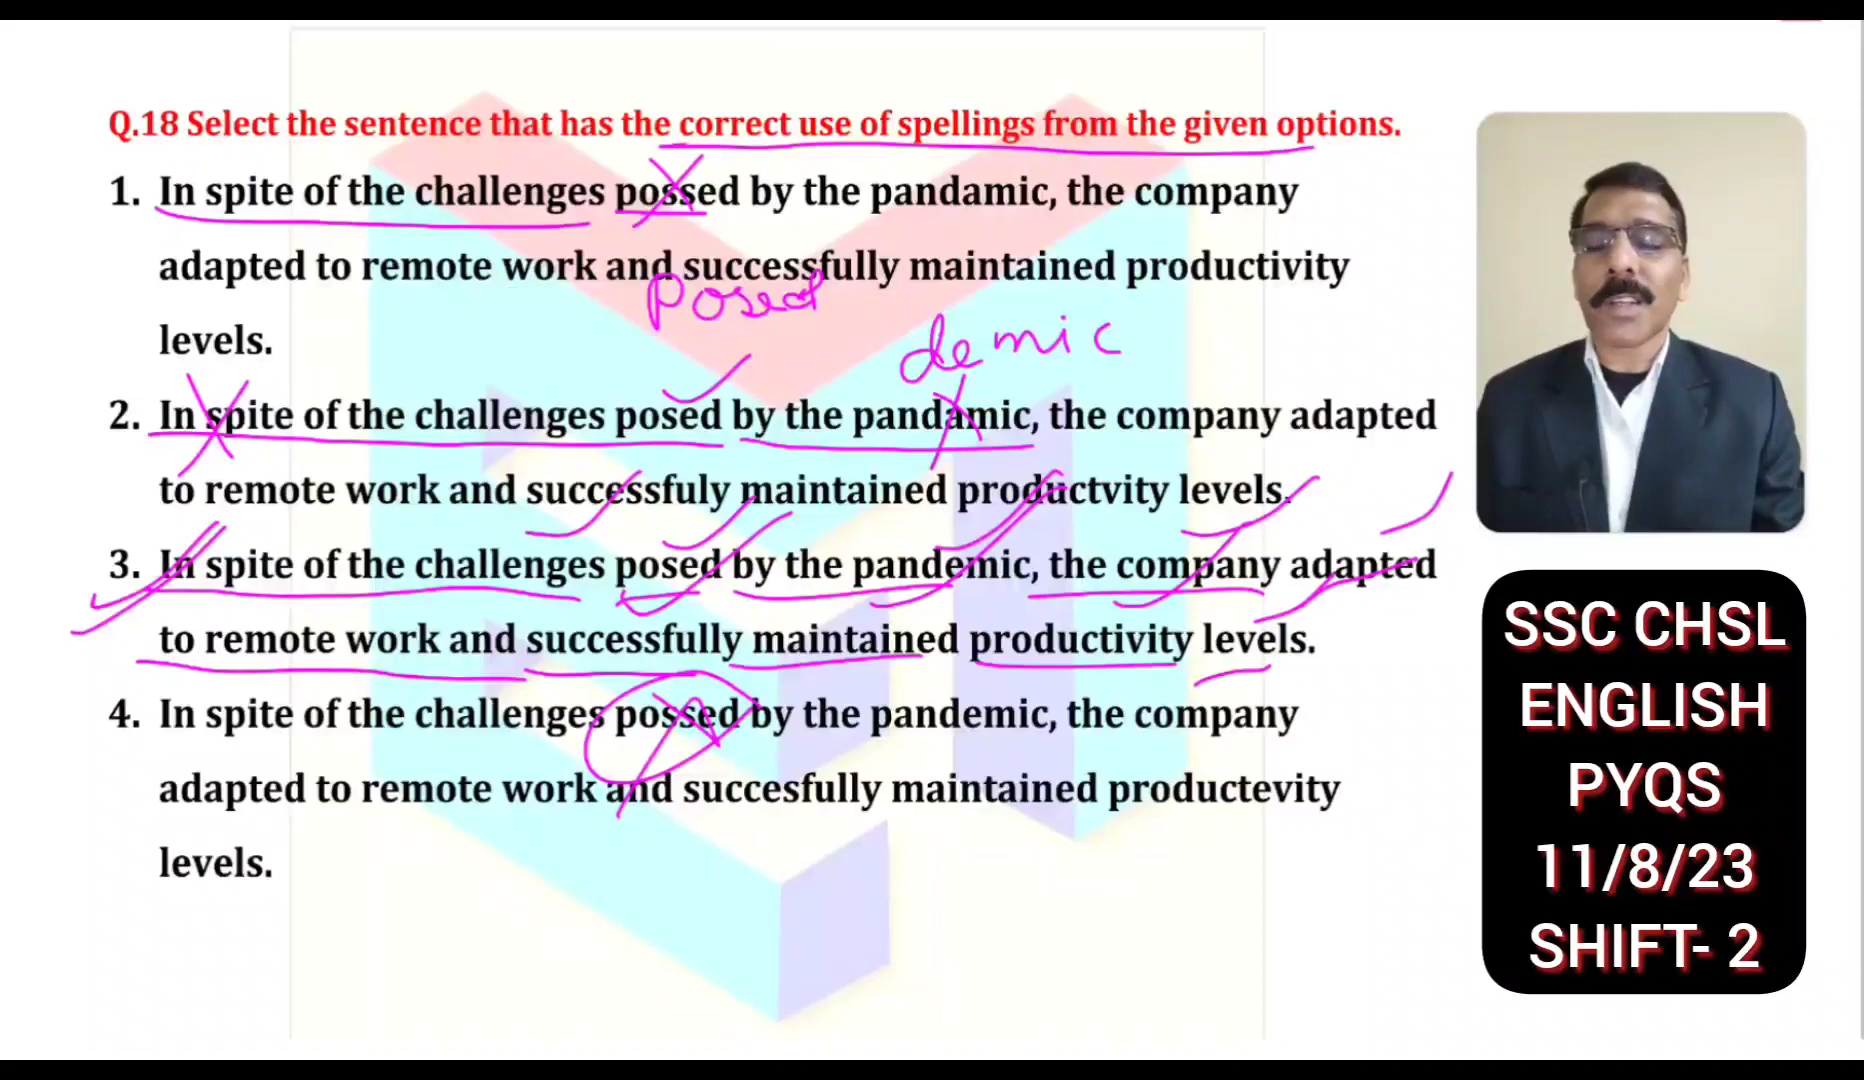 Q.18 Select the sentence that has the correct use of spellings from the given options.
1. In spite of the challenges possed by the pandamic, the company
adapted to remote work and successfully maintained productivity
posed
levels.
demic
2. In spite of the challenges posed by the pandamic, the company adapted
to remote work and successfuly maintained productvity levels.
3. In spite of the challenges posed by the pandemic, the company adapted
to remote work and successfully maintained productivity levels.
4. In spite of the challenges possed by the pandemic, the company
adapted to remote work and succesfully maintained productevity
levels.
SSC CHSL
ENGLISH
PYQS
11/8/23
SHIFT- 2